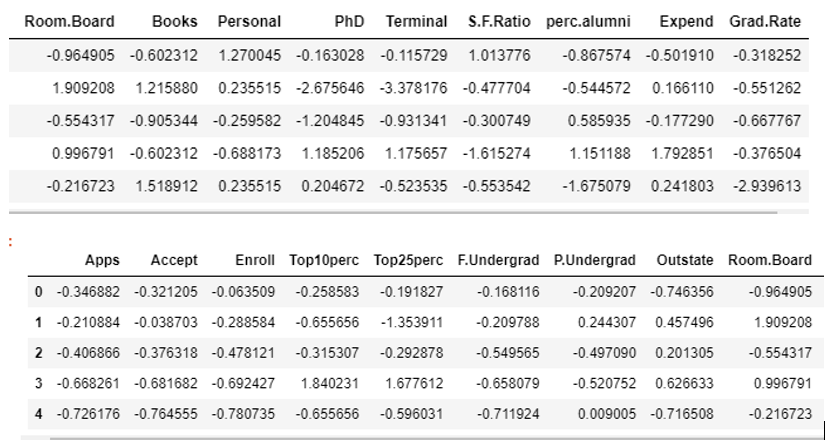 Room.Board Books Personal PhD Terminal S.F.Ratio perc.alumni Expend Grad.Rate
-0.964905 -0.602312 1.270045 -0.163028 -0.115729 1.013776 -0.867574 -0.501910 -0.318252
1.909208 1.215880 0.235515 -2.675646 -3.378176 -0.477704 -0.544572 0.166110 -0.551262
-0.554317 -0.905344 -0.259582 -1.204845 -0.931341 -0.300749 0.585935 -0.177290 -0.667767
0.996791 -0.602312 -0.688173 1.185206 1.175657 -1.615274 1.151188 1.792851 -0.376504
-0.216723 1.518912 0.235515 0.204672 -0.523535 -0.553542 -1.675079 0.241803 -2.939613
:
Apps Accept Enroll Top10perc Top25perc F.Undergrad P.Undergrad Outstate Room.Board
0 -0.346882 -0.321205 -0.063509 -0.258583 -0.191827 -0.168116 -0.209207 -0.746356 -0.964905
1 -0.210884 -0.038703 -0.288584 -0.655656 -1.353911 -0.209788 0.244307 0.457496 1.909208
2 -0.406866 -0.376318 -0.478121 -0.315307 -0.292878 -0.549565 -0.497090 0.201305 -0.554317
3 -0.668261 -0.681682 -0.692427 1.840231 1.677612 -0.658079 -0.520752 0.626633 0.996791
4 -0.726176 -0.764555 -0.780735 -0.655656 -0.596031 -0.711924 0.009005 -0.716508 -0.216723